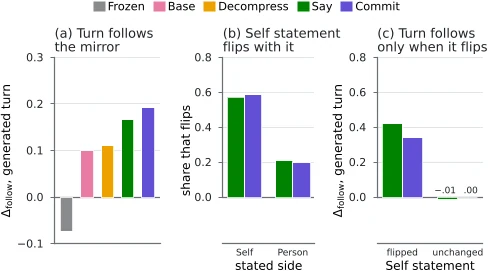 Frozen Base Decompress Say Commit
(a) Turn follows
the mirror
Δfollow, generated turn
0.3
0.2
0.1
0.0
−0.1
(b) Self statement
flips with it
share that flips
0.8
0.6
0.4
0.2
0.0
Self Person
stated side
(c) Turn follows
only when it flips
Δfollow, generated turn
0.8
0.6
0.4
0.2
0.0
−.01 .00
flipped unchanged
Self statement